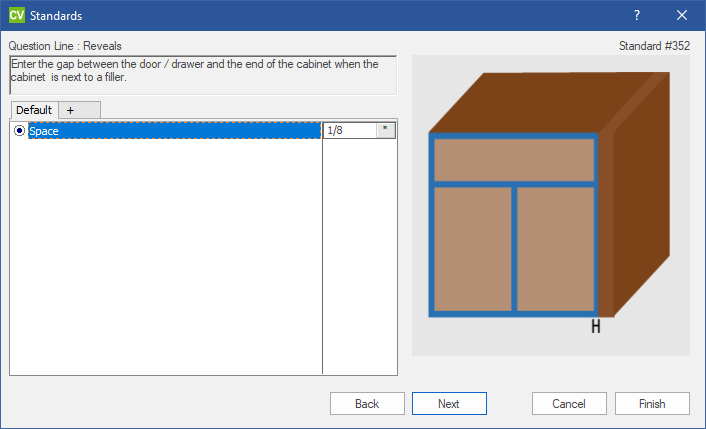 CV Standards ?
Question Line : Reveals Standard #352
Enter the gap between the door / drawer and the end of the cabinet when the
cabinet is next to a filler.
Default +
Space 1/8 "
H
Back Next Cancel Finish